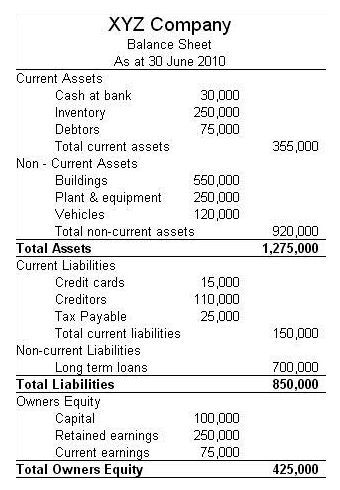 XYZ Company
Balance Sheet
As at 30 June 2010
Current Assets
Cash at bank 30,000
Inventory 250,000
Debtors 75,000
Total current assets 355,000
Non - Current Assets
Buildings 550,000
Plant & equipment 250,000
Vehicles 120,000
Total non-current assets 920,000
Total Assets 1,275,000
Current Liabilities
Credit cards 15,000
Creditors 110,000
Tax Payable 25,000
Total current liabilities 150,000
Non-current Liabilities
Long term loans 700,000
Total Liabilities 850,000
Owners Equity
Capital 100,000
Retained earnings 250,000
Current earnings 75,000
Total Owners Equity 425,000